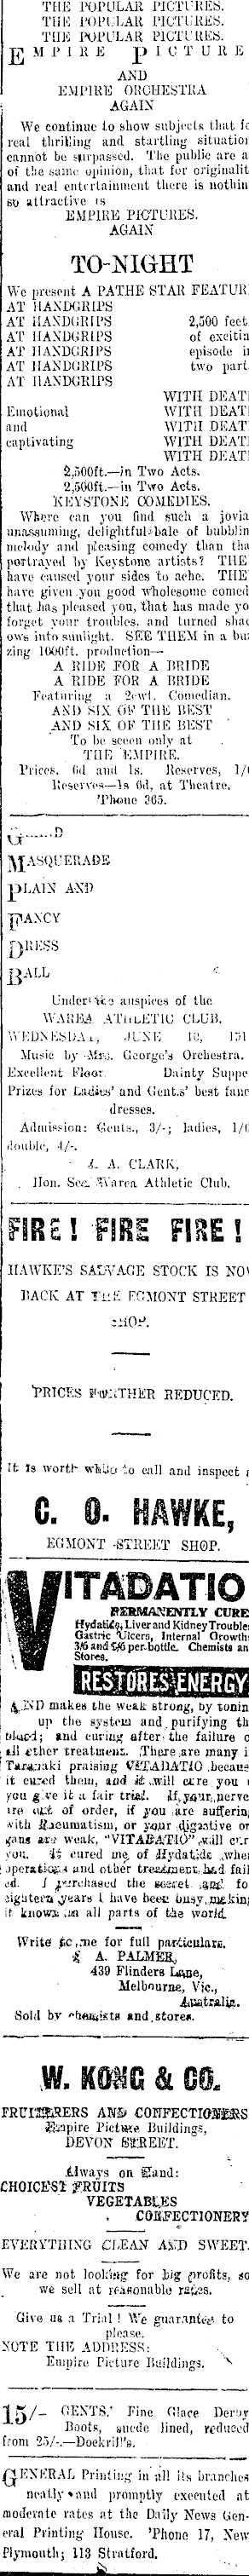 THE POPULAR PICTURES.
THE POPULAR PICTURES.
THE POPULAR PICTURES.
EMPIRE PICTURE
AND
EMPIRE ORCHESTRA
AGAIN
We continue to show subjects that
real thrilling and startling situation
cannot be surpassed. The public are a
of the same opinion, that for originalit
and real entertainment there is nothin
so attractive as
EMPIRE PICTURES.
AGAIN
TO-NIGHT
We present A PATHE STAR FEATUR
AT HANDGRIPS
AT HANDGRIPS 2,500 feet
AT HANDGRIPS of excitin
AT HANDGRIPS episode i
AT HANDGRIPS two part
AT HANDGRIPS
WITH DEAT
Emotional WITH DEAT
and WITH DEAT
captivating WITH DEAT
WITH DEAT
2,500ft.—in Two Acts.
2,500ft.—in Two Acts.
KEYSTONE COMEDIES.
Where can you find such a jovia
unassuming, delightful bale of bubblin
melody and pleasing comedy than tha
portrayed by Keystone artists? THE
have caused your sides to ache. THE
have given you good wholesome comed
that has pleased you, that has made yo
forget your troubles, and turned shad
ows into sunlight. SEE THEM in a buz
zing 1000ft. production—
A RIDE FOR A BRIDE
A RIDE FOR A BRIDE
Featuring a 2cwt. Comedian.
AND SIX OF THE BEST
AND SIX OF THE BEST
To be seen only at
THE EMPIRE.
Prices, 6d and 1s. Reserves, 1/
Reserves—1s 6d, at Theatre.
'Phone 365.
MASQUERADE
PLAIN AND
FANCY
DRESS
BALL
Under the auspices of the
WAREA ATHLETIC CLUB.
WEDNESDAY, JUNE
Music by Mrs. George's Orchestra.
Excellent Floor. Dainty Suppe
Prizes for Ladies' and Gent.s' best fanc
dresses.
Admission: Gents., 3/-; ladies, 1/
double, 4/-.
A. CLARK,
Hon. Sec. Warea Athletic Club.
FIRE! FIRE FIRE!
HAWKE'S SALVAGE STOCK IS NO
BACK AT THE EGMONT STREET
SHOP.
PRICES FURTHER REDUCED.
It is worth while to call and inspect
C. O. HAWKE,
EGMONT STREET SHOP.
VITADATIO
PERMANENTLY CURE
Hydatids, Liver and Kidney Trouble
Gastric Ulcers, Internal Growth
3/6 and 5/6 per bottle. Chemists an
Stores.
RESTORES ENERGY
AND makes the weak strong, by tonin
up the system and purifying th
blood; and curing after the failure o
all other treatment. There are many i
Taranaki praising VITADATIO because
it cured them, and it will cure you i
you give it a fair trial. If your nerve
are out of order, if you are suffering
with Rheumatism, or your digestive or
gans are weak, "VITADATIO" will cur
you. It cured me of Hydatids when
operations and other treatment had fail
ed. I purchased the secret and fo
eighteen years I have been busy making
it known in all parts of the world.
Write to me for full particulars.
S. A. PALMER,
439 Flinders Lane,
Melbourne, Vic.,
Australia.
Sold by chemists and stores.
W. KONG & CO.
FRUITERERS AND CONFECTIONERS
Empire Picture Buildings,
DEVON STREET.
Always on Hand:
CHOICEST FRUITS
VEGETABLES
CONFECTIONERY
EVERYTHING CLEAN AND SWEET.
We are not looking for big profits, so
we sell at reasonable rates.
Give us a Trial! We guarantee to
please.
NOTE THE ADDRESS:
Empire Picture Buildings.
15/- GENTS.' Fine Glace Derby
Boots, suede lined, reduced
from 25/-.—Dockrill's.
GENERAL Printing in all its branches
neatly and promptly executed at
moderate rates at the Daily News Gen-
eral Printing House. 'Phone 17, New
Plymouth; 113 Stratford.